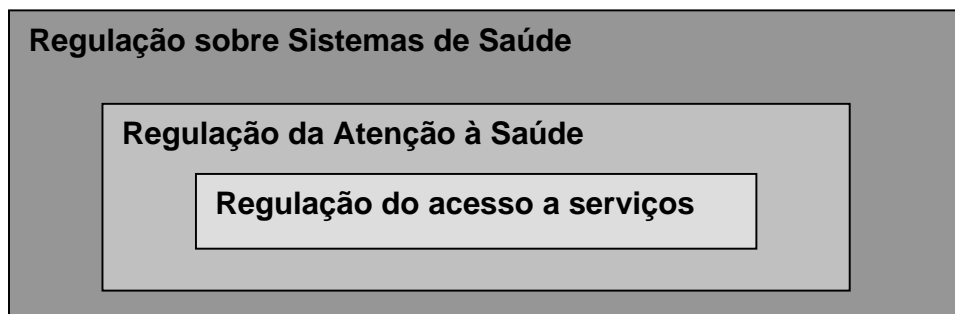 Regulação sobre Sistemas de Saúde
Regulação da Atenção à Saúde
Regulação do acesso a serviços